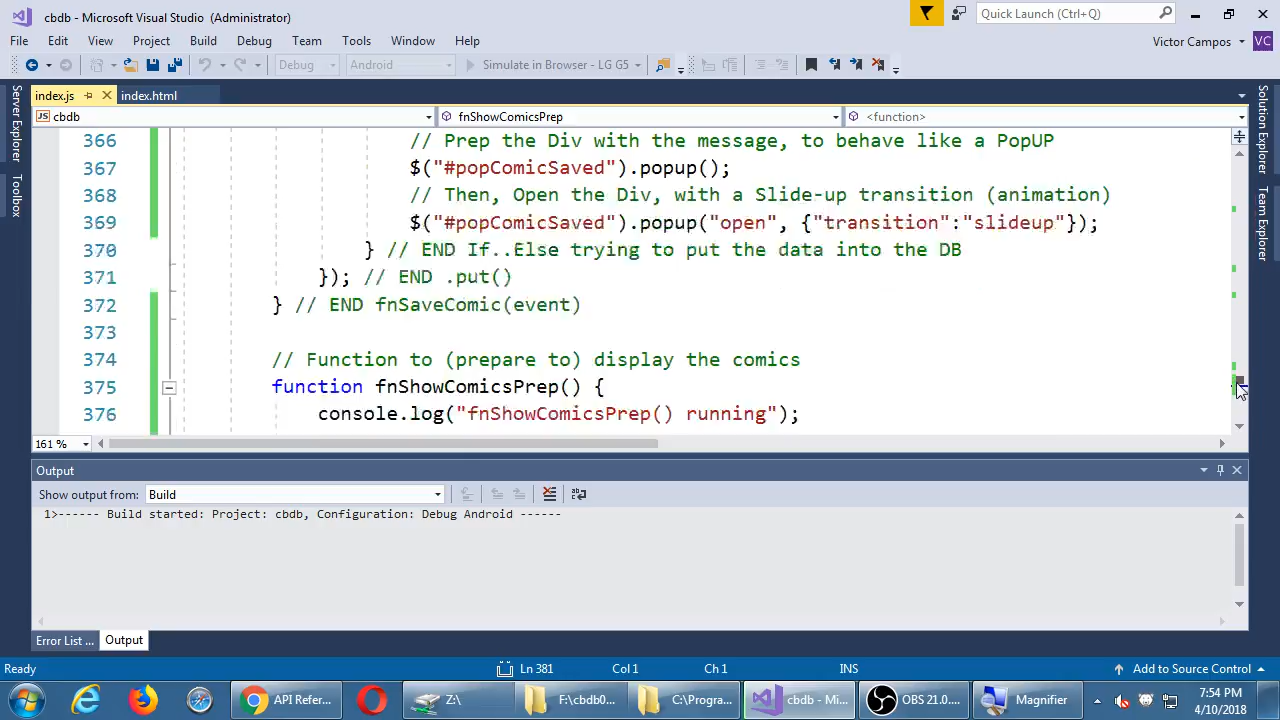 cbdb - Microsoft Visual Studio (Administrator)
Quick Launch (Ctrl+Q)
File Edit View Project Build Debug Team Tools Window Help
Victor Campos VC
Debug Android Simulate in Browser - LG G5
index.js index.html
JS cbdb fnShowComicsPrep <function>
366 // Prep the Div with the message, to behave like a PopUP
367 $("#popComicSaved").popup();
368 // Then, Open the Div, with a Slide-up transition (animation)
369 $("#popComicSaved").popup("open", {"transition":"slideup"});
370 } // END If..Else trying to put the data into the DB
371 }); // END .put()
372 } // END fnSaveComic(event)
373
374 // Function to (prepare to) display the comics
375 function fnShowComicsPrep() {
376 console.log("fnShowComicsPrep() running");
161 %
Output
Show output from: Build
1>------ Build started: Project: cbdb, Configuration: Debug Android ------
Error List ... Output
Ready Ln 381 Col 1 Ch 1 INS Add to Source Control
API Refer... Z:\ F:\cbdb0... C:\Progra... cbdb - Mi... OBS 21.0.... Magnifier
7:54 PM
4/10/2018
Server Explorer
Toolbox
Solution Explorer
Team Explorer